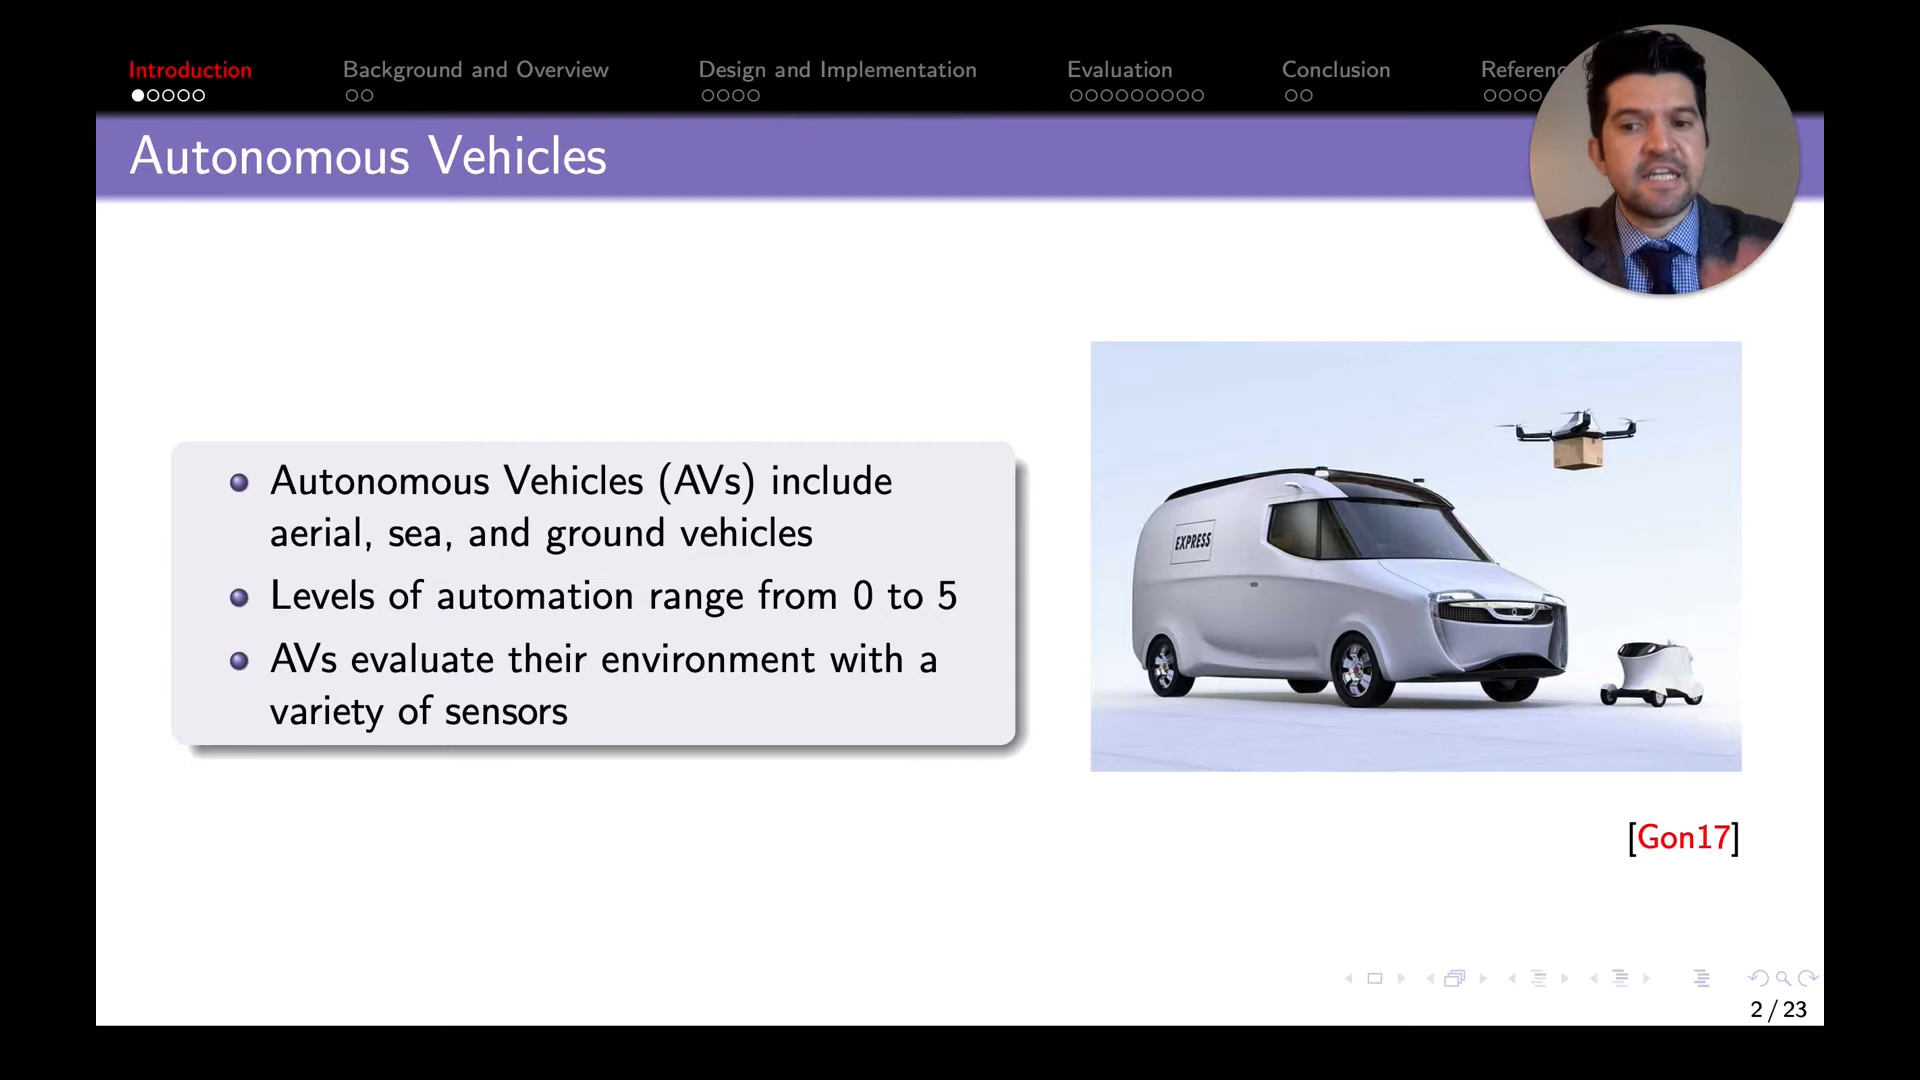 Introduction
Background and Overview
Design and Implementation
Evaluation
Conclusion
Autonomous Vehicles
Autonomous Vehicles (AVs) include
aerial, sea, and ground vehicles
Levels of automation range from 0 to 5
AVs evaluate their environment with a
variety of sensors
EXPRESS
[Gon17]
2 / 23